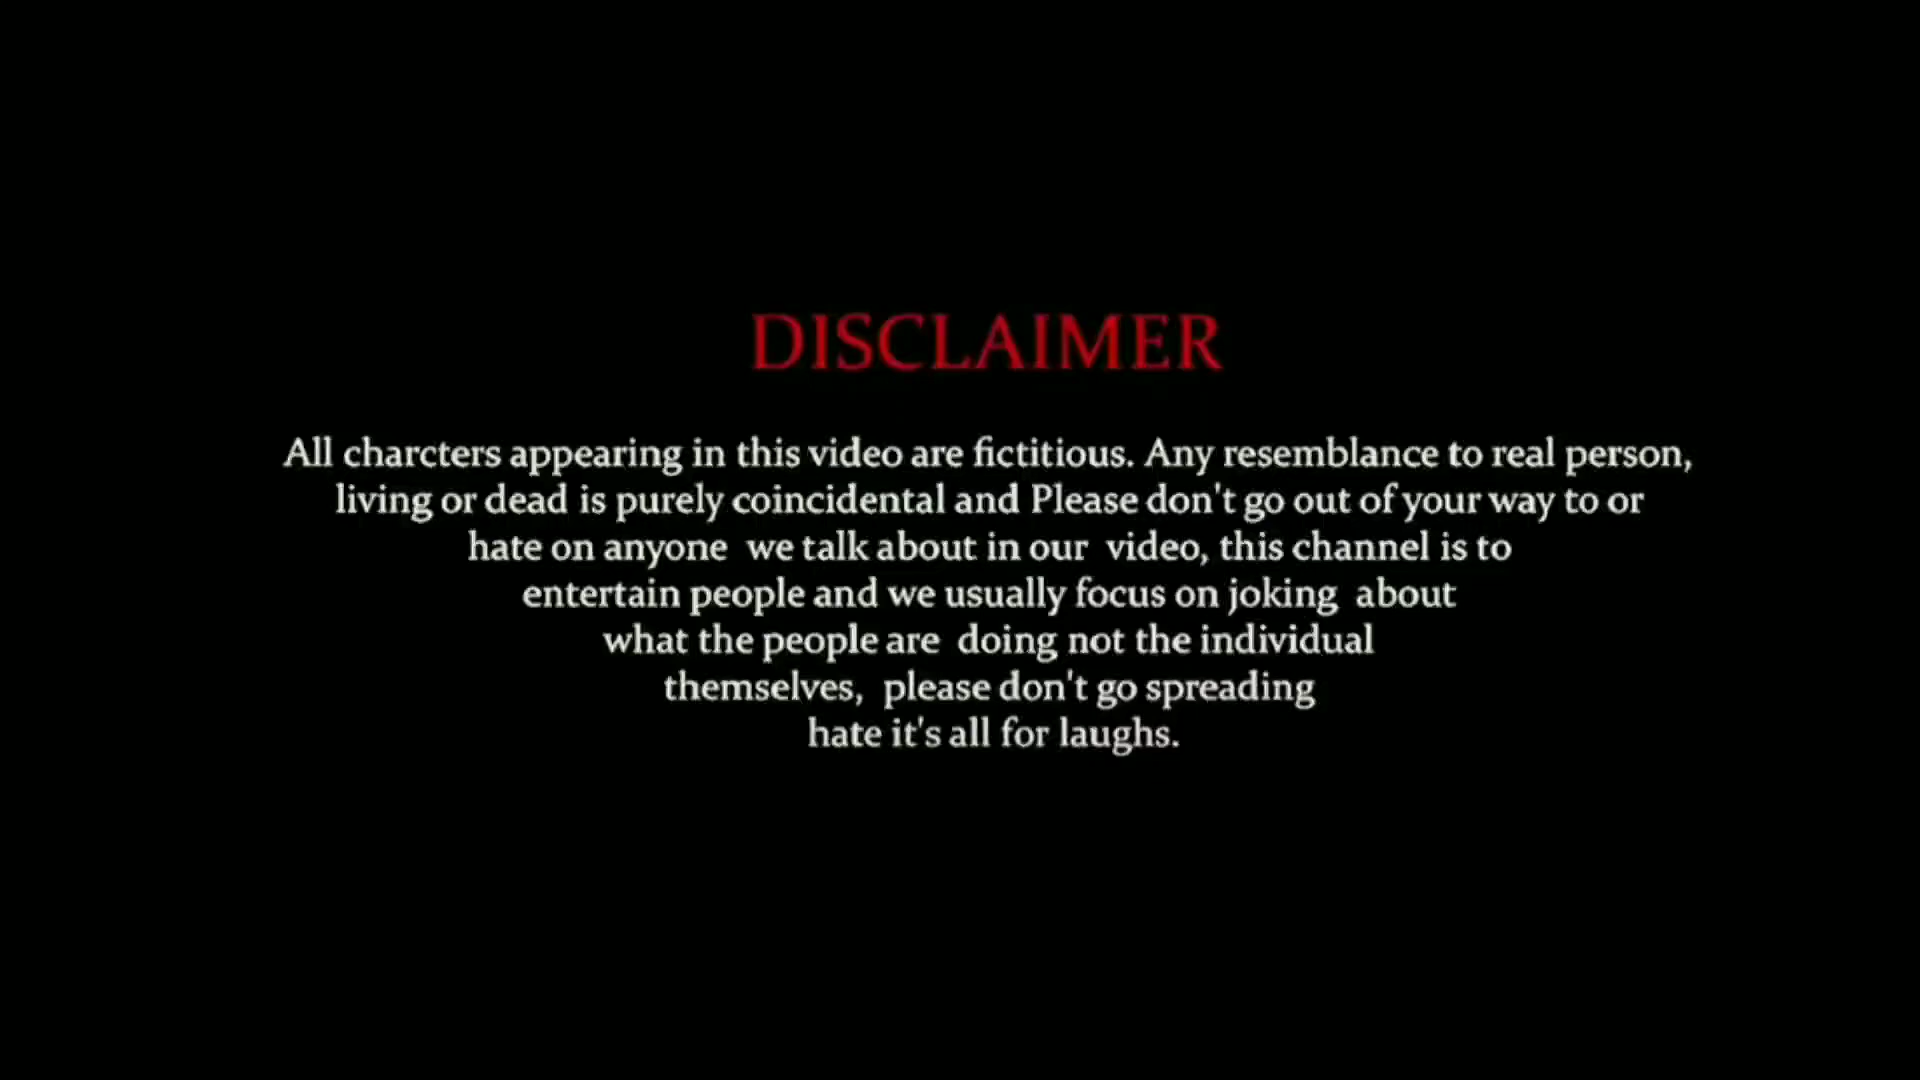 DISCLAIMER
All charcters appearing in this video are fictitious. Any resemblance to real person,
living or dead is purely coincidental and Please don't go out of your way to or
hate on anyone  we talk about in our  video, this channel is to
entertain people and we usually focus on joking  about
what the people are  doing not the individual
themselves,  please don't go spreading
hate it's all for laughs.